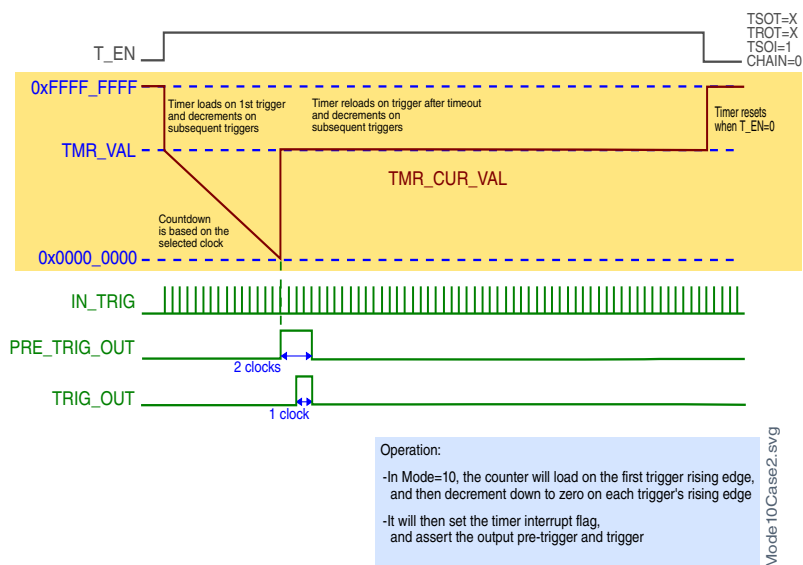 TSOT=X
TROT=X
TSOI=1
CHAIN=0
T_EN
0xFFFF_FFFF
Timer loads on 1st trigger
and decrements on
subsequent triggers
Timer reloads on trigger after timeout
and decrements on
subsequent triggers
Timer resets
when T_EN=0
TMR_VAL
TMR_CUR_VAL
Countdown
is based on the
selected clock
0x0000_0000
IN_TRIG
PRE_TRIG_OUT
2 clocks
TRIG_OUT
1 clock
Operation:
-In Mode=10, the counter will load on the first trigger rising edge,
and then decrement down to zero on each trigger's rising edge
-It will then set the timer interrupt flag,
and assert the output pre-trigger and trigger
Mode10Case2.svg